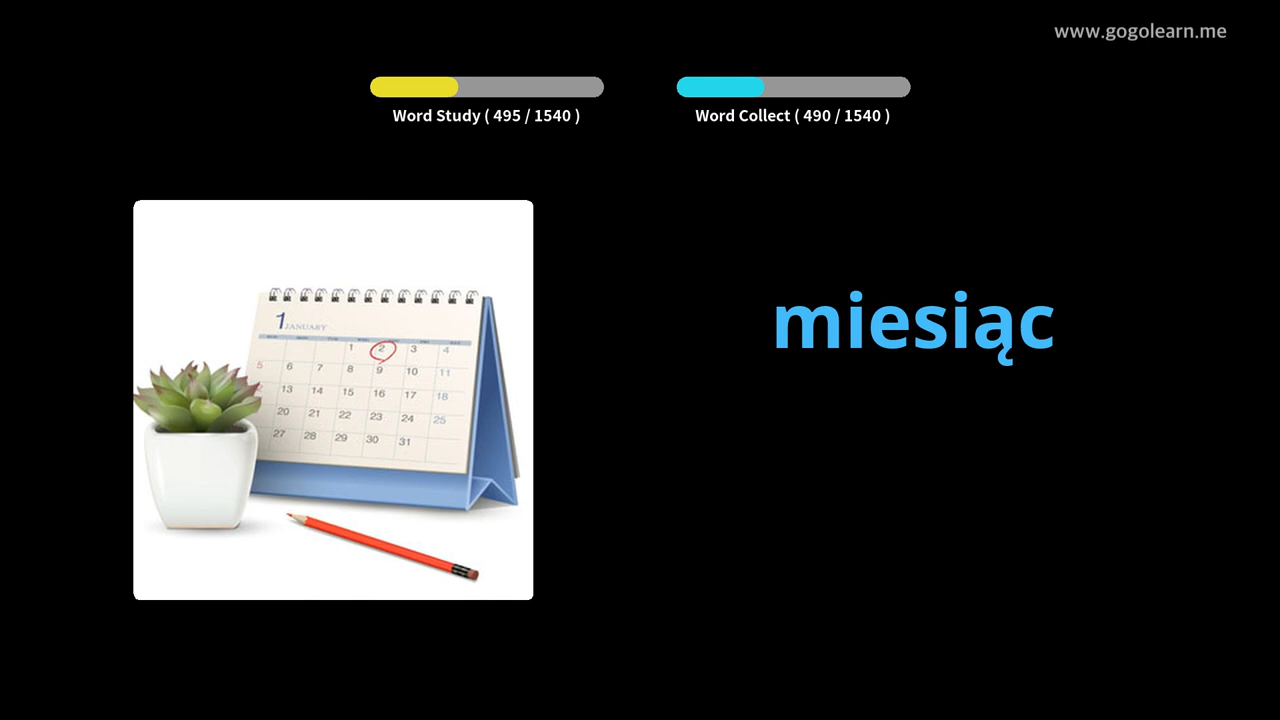 www.gogolearn.me
Word Study ( 495 / 1540 )
Word Collect ( 490 / 1540 )
miesiąc
1 JANUARY
1 2 3 4
5 6 7 8 9 10 11
13 14 15 16 17 18
20 21 22 23 24 25
27 28 29 30 31